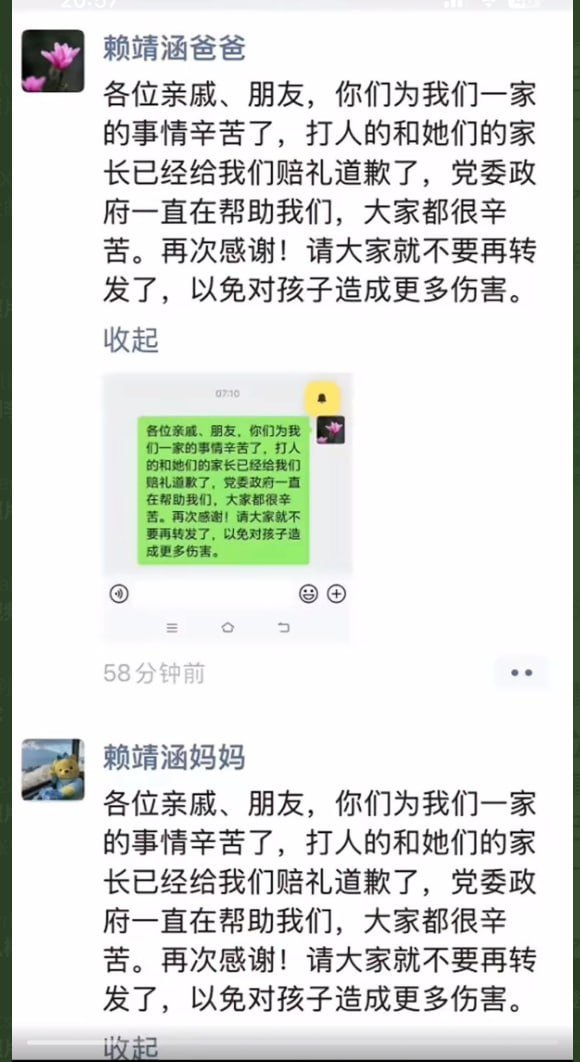 20:57
赖靖涵爸爸
各位亲戚、朋友，你们为我们一家
的事情辛苦了，打人的和她们的家
长已经给我们赔礼道歉了，党委政
府一直在帮助我们，大家都很辛
苦。再次感谢！请大家就不要再转
发了，以免对孩子造成更多伤害。
收起
07:10
各位亲戚、朋友，你们为我
们一家的事情辛苦了，打人
的和她们的家长已经给我们
赔礼道歉了，党委政府一直
在帮助我们，大家都很辛
苦。再次感谢！请大家就不
要再转发了，以免对孩子造
成更多伤害。
58分钟前
赖靖涵妈妈
各位亲戚、朋友，你们为我们一家
的事情辛苦了，打人的和她们的家
长已经给我们赔礼道歉了，党委政
府一直在帮助我们，大家都很辛
苦。再次感谢！请大家就不要再转
发了，以免对孩子造成更多伤害。
收起